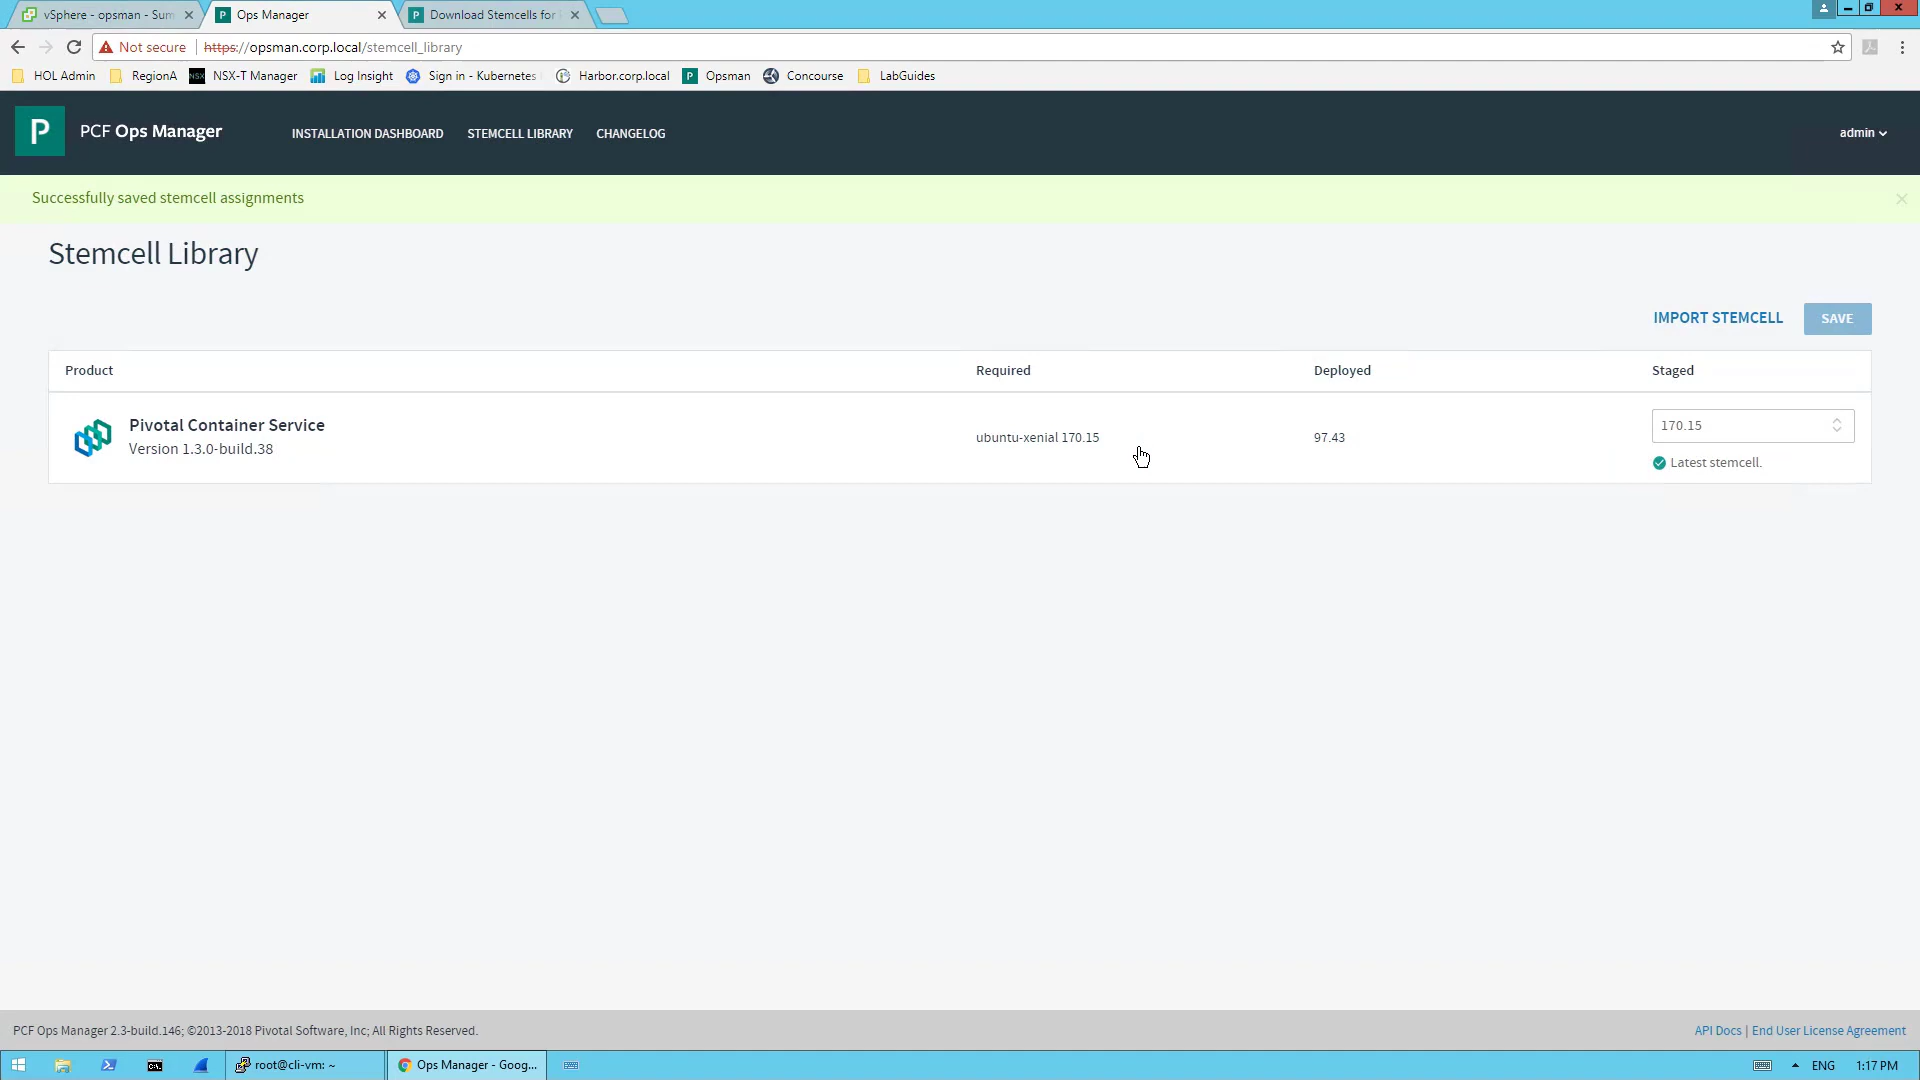 vSphere - opsman - Sum
Ops Manager
Download Stemcells for
Not secure
https://opsman.corp.local/stemcell_library
HOL Admin
RegionA
NSX-T Manager
Log Insight
Sign in - Kubernetes
Harbor.corp.local
Opsman
Concourse
LabGuides
P
PCF Ops Manager
INSTALLATION DASHBOARD
STEMCELL LIBRARY
CHANGELOG
admin
Successfully saved stemcell assignments
Stemcell Library
IMPORT STEMCELL
SAVE
Product
Required
Deployed
Staged
Pivotal Container Service
Version 1.3.0-build.38
ubuntu-xenial 170.15
97.43
170.15
Latest stemcell.
PCF Ops Manager 2.3-build.146; ©2013-2018 Pivotal Software, Inc; All Rights Reserved.
API Docs | End User License Agreement
root@cli-vm: ~
Ops Manager - Goog...
ENG
1:17 PM